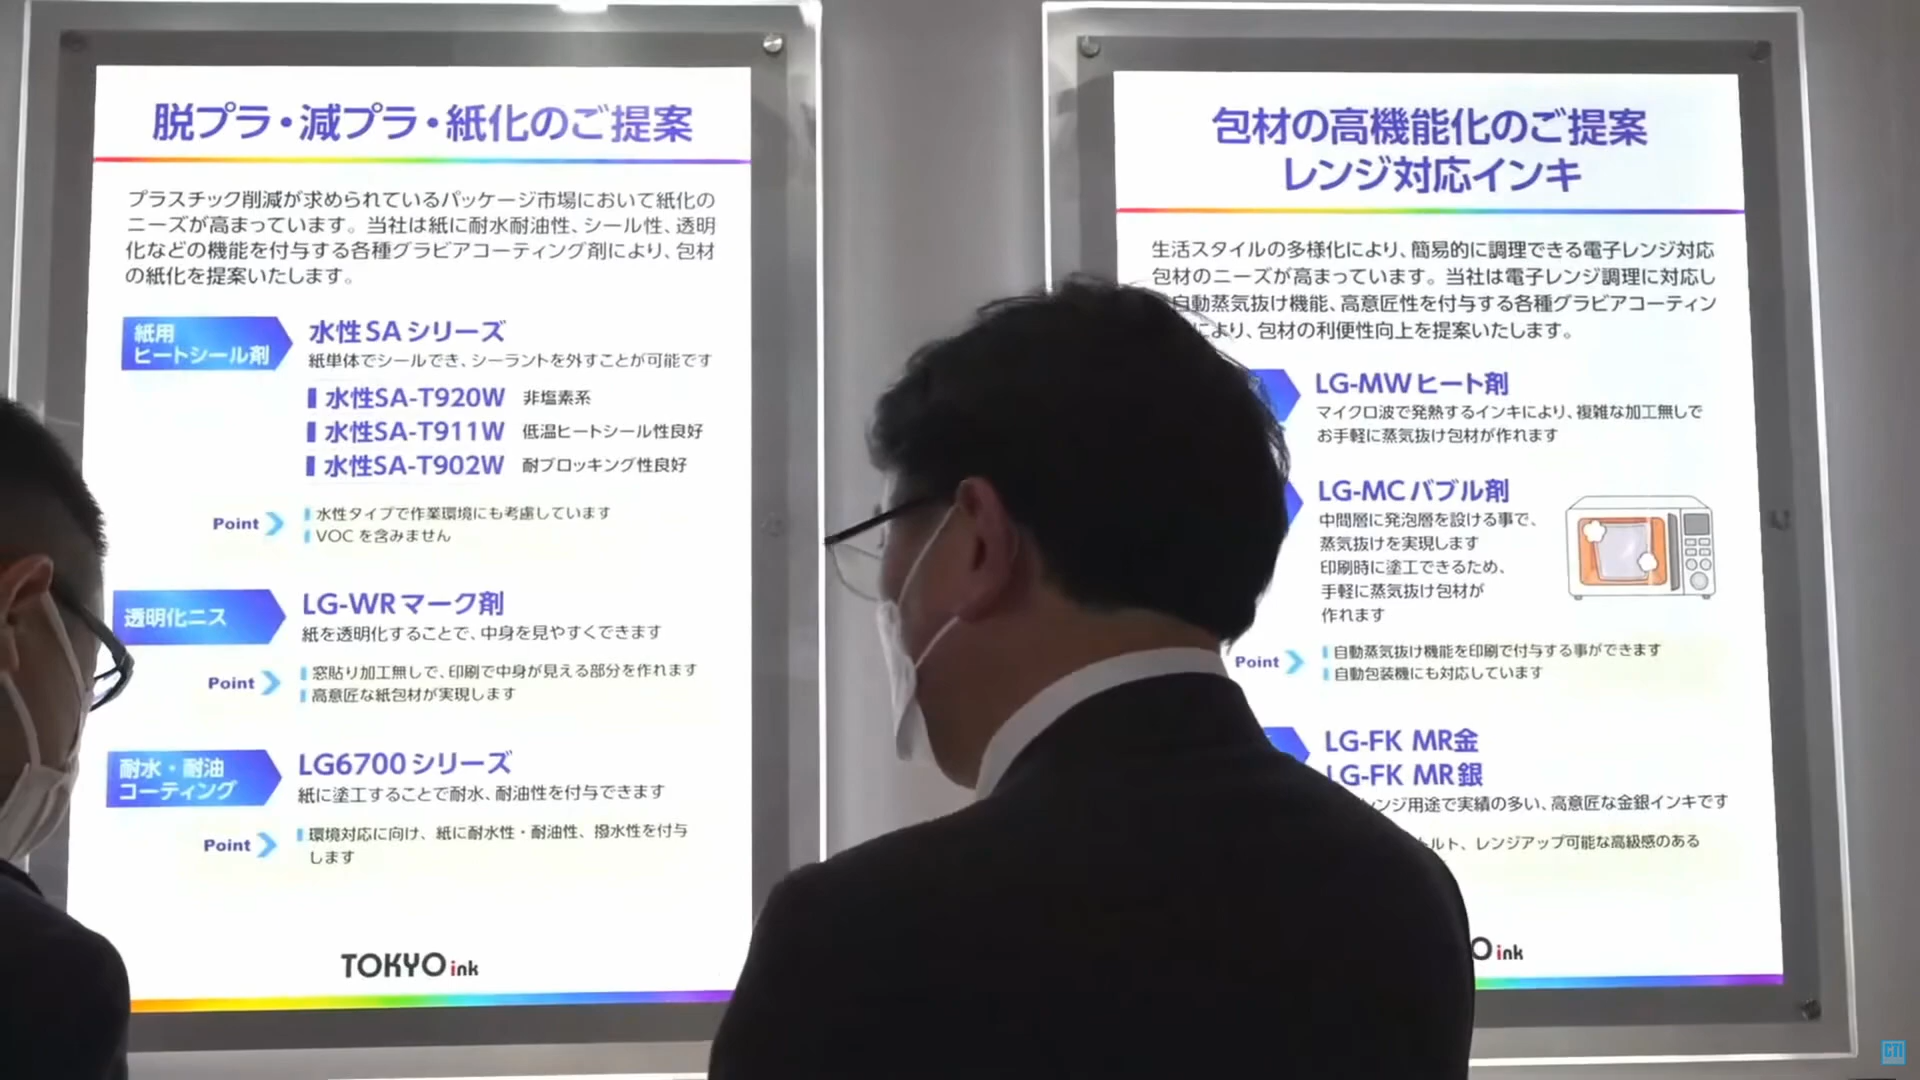 脱プラ・減プラ・紙化のご提案
プラスチック削減が求められているパッケージ市場において紙化の
ニーズが高まっています。当社は紙に耐水耐油性、シール性、透明
化などの機能を付与する各種グラビアコーティング剤により、包材
の紙化を提案いたします。
紙用
ヒートシール剤
水性SAシリーズ
紙単体でシールでき、シーラントを外すことが可能です
水性SA-T920W 非塩素系
水性SA-T911W 低温ヒートシール性良好
水性SA-T902W 耐ブロッキング性良好
Point
水性タイプで作業環境にも考慮しています
VOC を含みません
透明化ニス
LG-WRマーク剤
紙を透明化することで、中身を見やすくできます
Point
窓貼り加工無しで、印刷で中身が見える部分を作れます
高意匠な紙包材が実現します
耐水・耐油
コーティング
LG6700シリーズ
紙に塗工することで耐水、耐油性を付与できます
Point
環境対応に向け、紙に耐水性・耐油性、撥水性を付与
します
TOKYO ink
包材の高機能化のご提案
レンジ対応インキ
生活スタイルの多様化により、簡易的に調理できる電子レンジ対応
包材のニーズが高まっています。当社は電子レンジ調理に対応し
自動蒸気抜け機能、高意匠性を付与する各種グラビアコーティン
により、包材の利便性向上を提案いたします。
LG-MWヒート剤
マイクロ波で発熱するインキにより、複雑な加工無しで
お手軽に蒸気抜け包材が作れます
LG-MCバブル剤
中間層に発泡層を設ける事で、
蒸気抜けを実現します
印刷時に塗工できるため、
手軽に蒸気抜け包材が
作れます
Point
自動蒸気抜け機能を印刷で付与する事ができます
自動包装機にも対応しています
LG-FK MR金
LG-FK MR銀
レンジ用途で実績の多い、高意匠な金銀インキです
トルト、レンジアップ可能な高級感のある
O ink
CTI